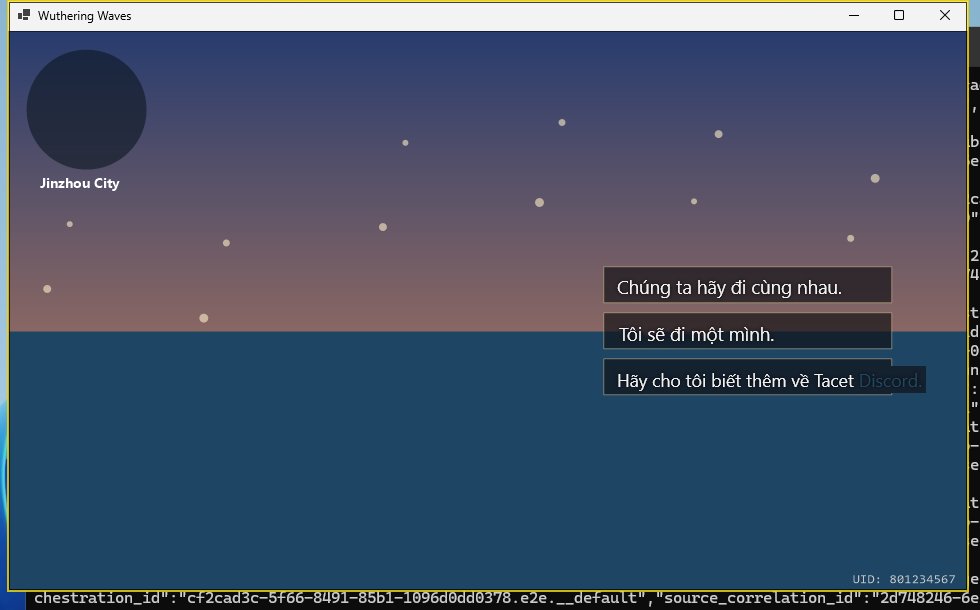 Wuthering Waves
Jinzhou City
Chúng ta hãy đi cùng nhau.
Tôi sẽ đi một mình.
Hãy cho tôi biết thêm về Tacet Discord.
UID: 801234567
chestration_id":"cf2cad3c-5f66-8491-85b1-1096d0dd0378.e2e.__default","source_correlation_id":"2d748246-6